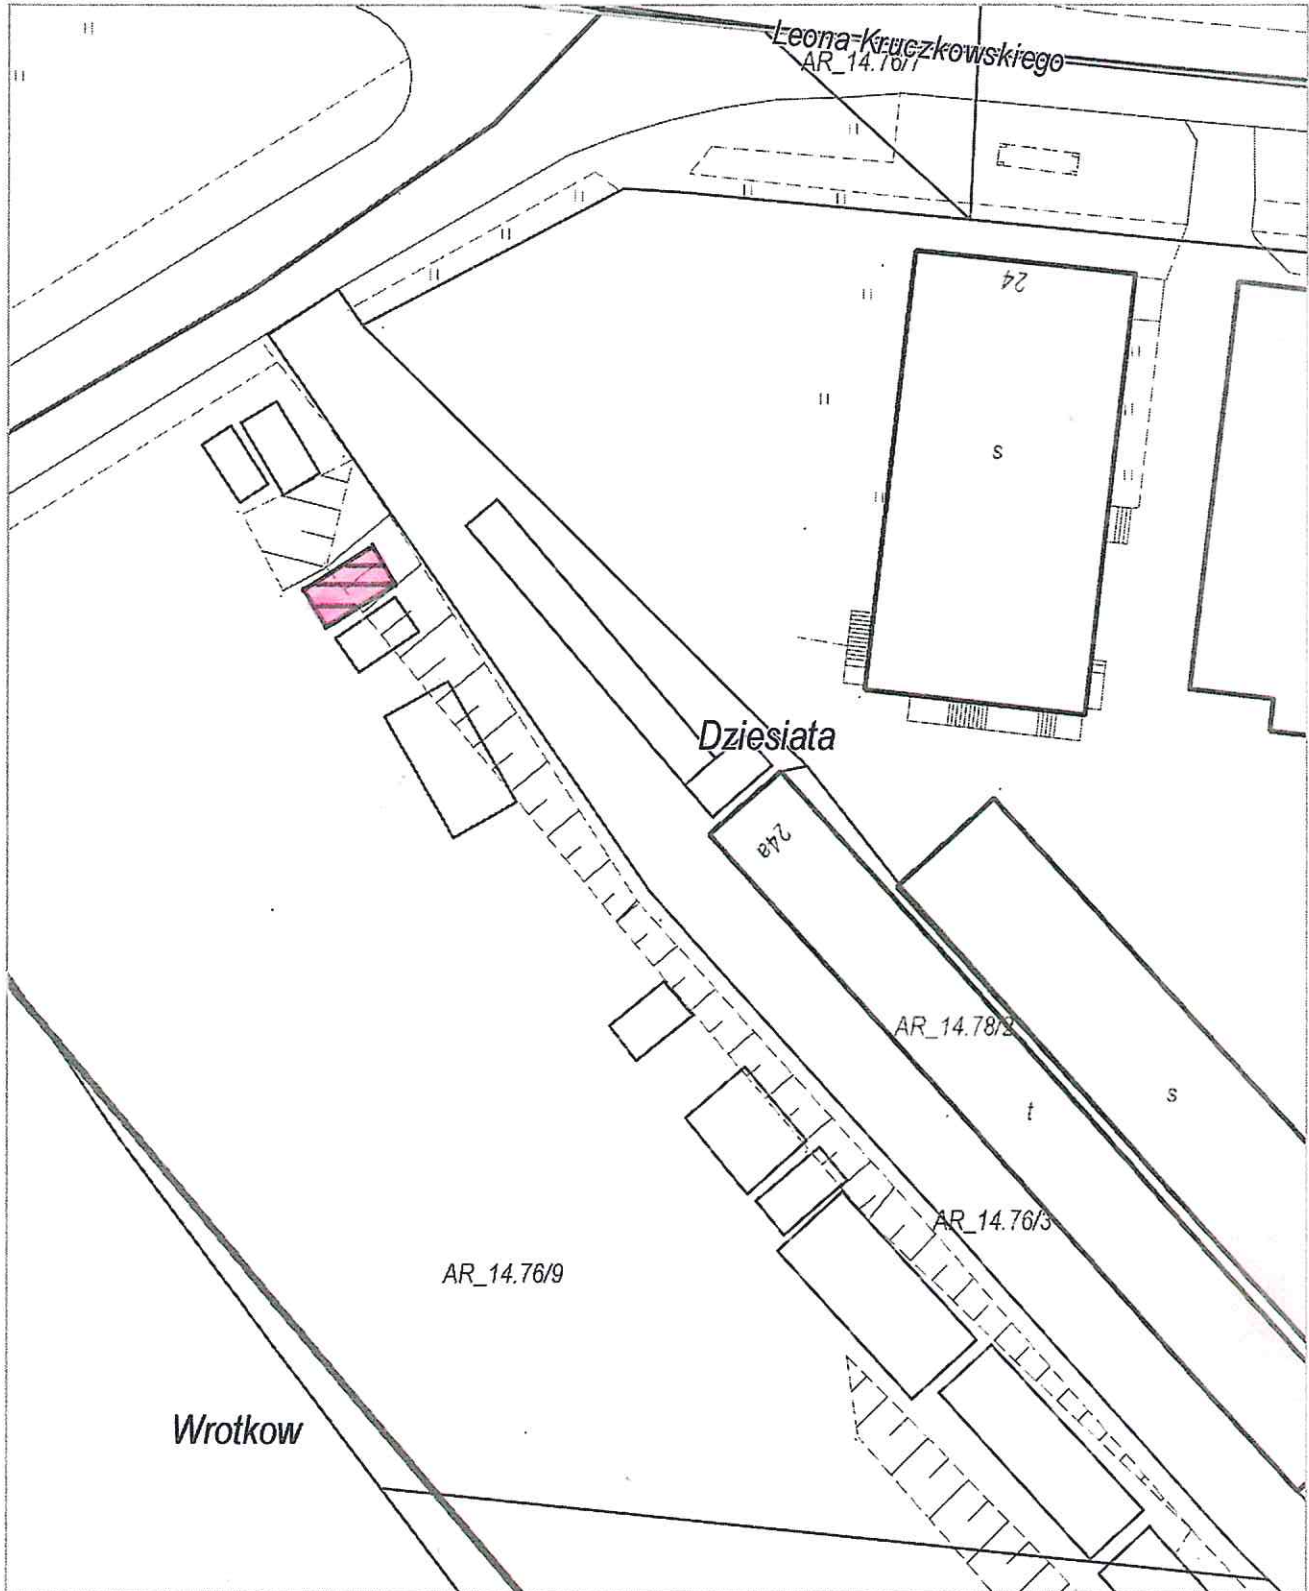 Leona Kruczkowskiego
AR_14.76/7
24
s
Dziesiata
24a
AR_14.78/2
t
s
AR_14.76/3
AR_14.76/9
Wrotkow